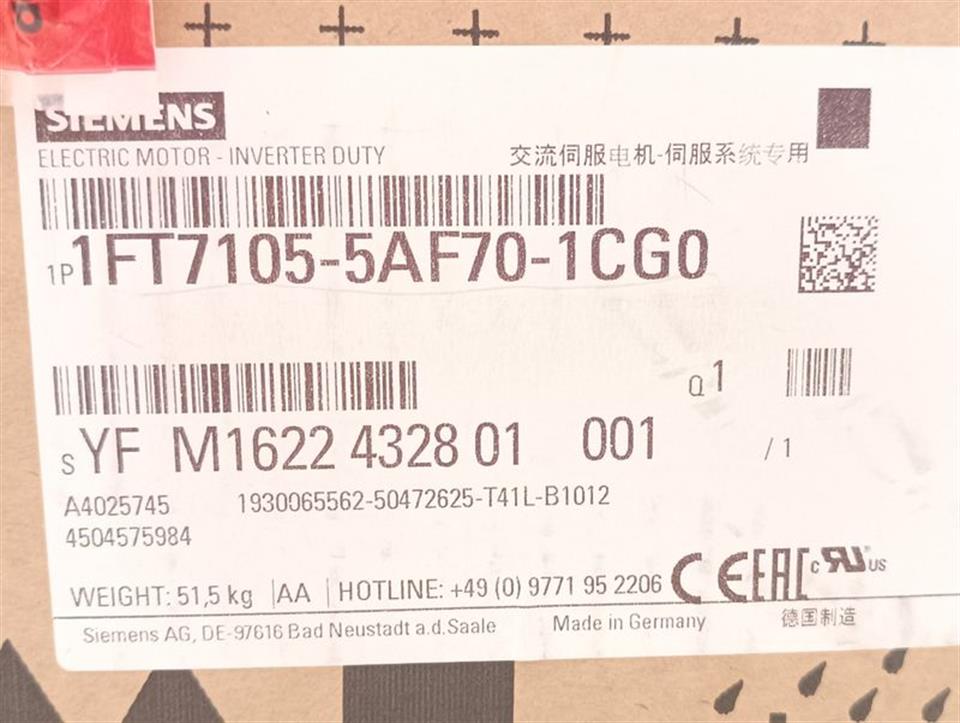 SIEMENS
ELECTRIC MOTOR - INVERTER DUTY 交流伺服电机-伺服系统专用
1P 1FT7105-5AF70-1CG0
Q 1
S YF M1622 4328 01 001 / 1
A4025745 1930065562-50472625-T41L-B1012
4504575984
WEIGHT: 51,5 kg |AA | HOTLINE: +49 (0) 9771 95 2206 CE EAC c RU US
Siemens AG, DE-97616 Bad Neustadt a.d.Saale Made in Germany 德国制造